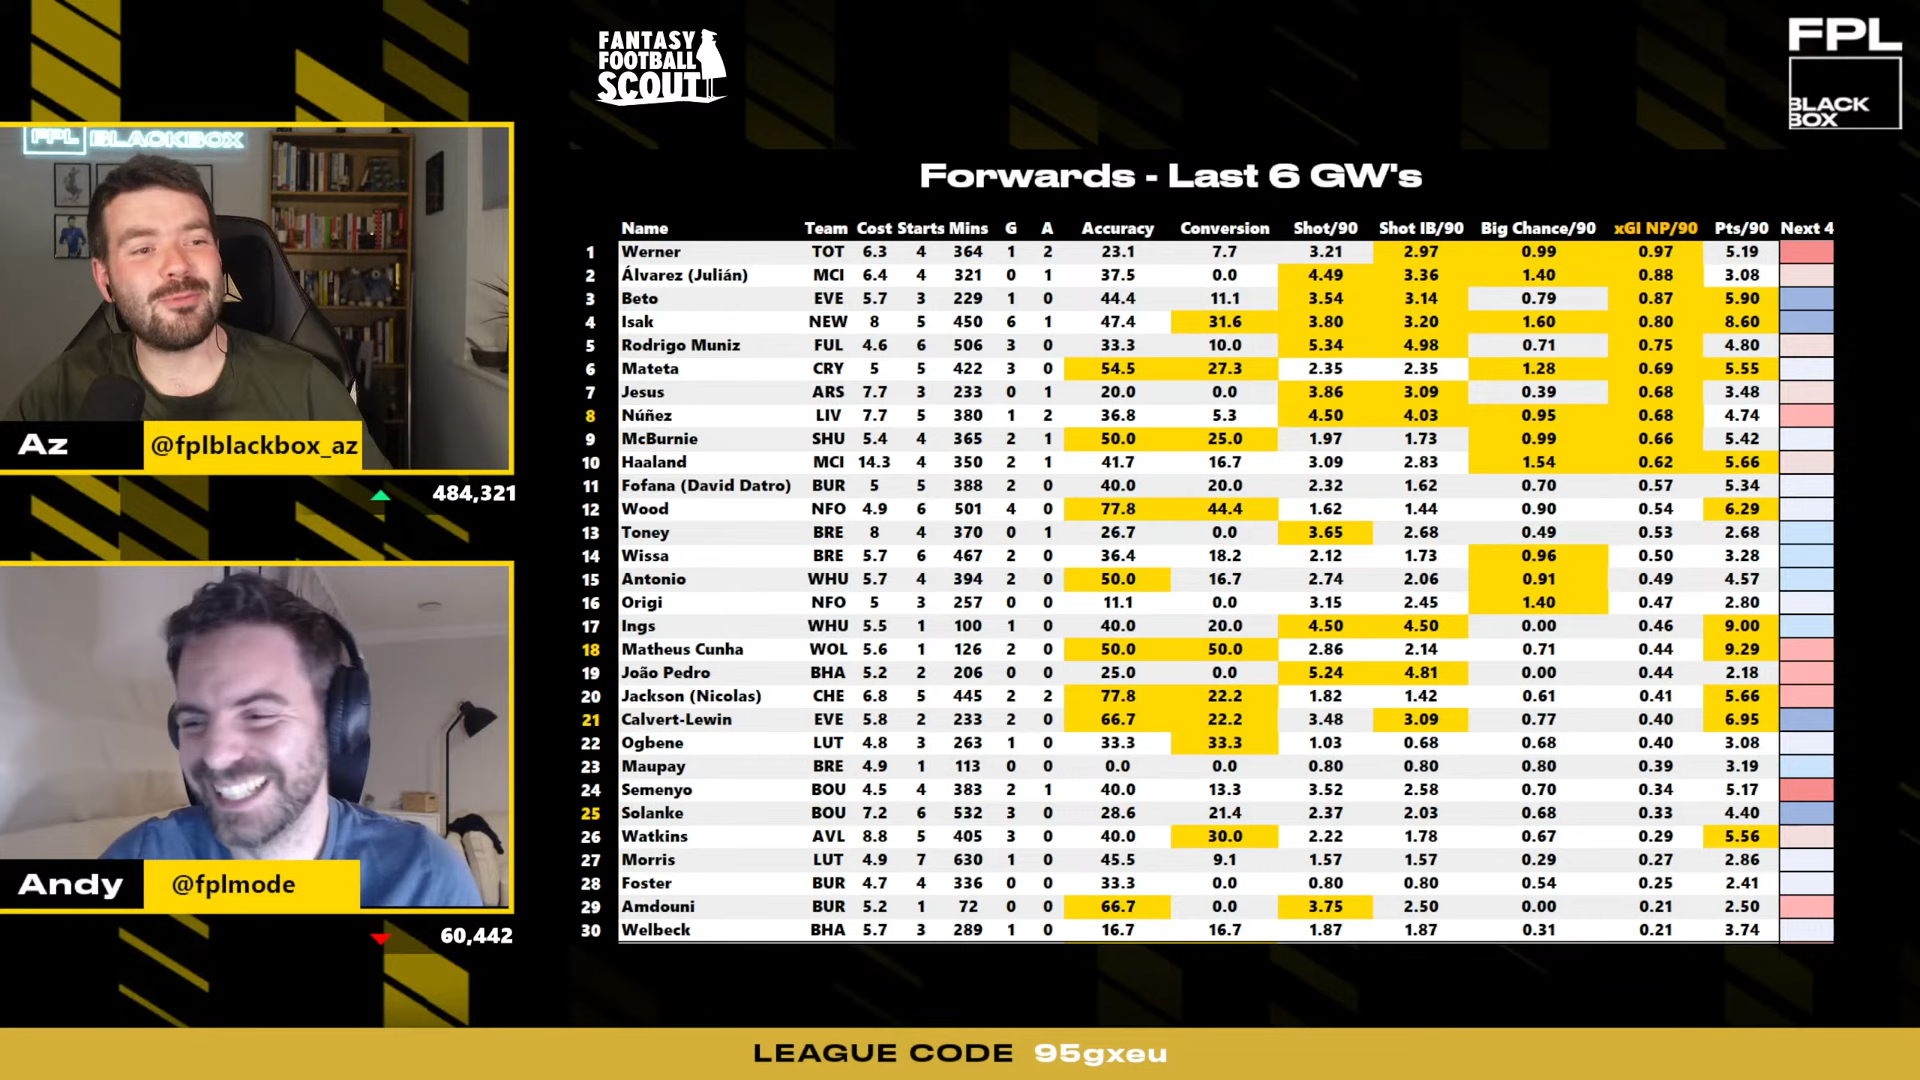 FANTASY
FOOTBALL
SCOUT
FPL
BLACK
BOX
FPL BLACKBOX
Az @fplblackbox_az
484,321
Andy @fplmode
60,442
Forwards - Last 6 GW's
Name Team Cost Starts Mins G A Accuracy Conversion Shot/90 Shot IB/90 Big Chance/90 xGI NP/90 Pts/90 Next 4
1 Werner TOT 6.3 4 364 1 2 23.1 7.7 3.21 2.97 0.99 0.97 5.19
2 Álvarez (Julián) MCI 6.4 4 321 0 1 37.5 0.0 4.49 3.36 1.40 0.88 3.08
3 Beto EVE 5.7 3 229 1 0 44.4 11.1 3.54 3.14 0.79 0.87 5.90
4 Isak NEW 8 5 450 6 1 47.4 31.6 3.80 3.20 1.60 0.80 8.60
5 Rodrigo Muniz FUL 4.6 6 506 3 0 33.3 10.0 5.34 4.98 0.71 0.75 4.80
6 Mateta CRY 5 5 422 3 0 54.5 27.3 2.35 2.35 1.28 0.69 5.55
7 Jesus ARS 7.7 3 233 0 1 20.0 0.0 3.86 3.09 0.39 0.68 3.48
8 Núñez LIV 7.7 5 380 1 2 36.8 5.3 4.50 4.03 0.95 0.68 4.74
9 McBurnie SHU 5.4 4 365 2 1 50.0 25.0 1.97 1.73 0.99 0.66 5.42
10 Haaland MCI 14.3 4 350 2 1 41.7 16.7 3.09 2.83 1.54 0.62 5.66
11 Fofana (David Datro) BUR 5 5 388 2 0 40.0 20.0 2.32 1.62 0.70 0.57 5.34
12 Wood NFO 4.9 6 501 4 0 77.8 44.4 1.62 1.44 0.90 0.54 6.29
13 Toney BRE 8 4 370 0 1 26.7 0.0 3.65 2.68 0.49 0.53 2.68
14 Wissa BRE 5.7 6 467 2 0 36.4 18.2 2.12 1.73 0.96 0.50 3.28
15 Antonio WHU 5.7 4 394 2 0 50.0 16.7 2.74 2.06 0.91 0.49 4.57
16 Origi NFO 5 3 257 0 0 11.1 0.0 3.15 2.45 1.40 0.47 2.80
17 Ings WHU 5.5 1 100 1 0 40.0 20.0 4.50 4.50 0.00 0.46 9.00
18 Matheus Cunha WOL 5.6 1 126 2 0 50.0 50.0 2.86 2.14 0.71 0.44 9.29
19 João Pedro BHA 5.2 2 206 0 0 25.0 0.0 5.24 4.81 0.00 0.44 2.18
20 Jackson (Nicolas) CHE 6.8 5 445 2 2 77.8 22.2 1.82 1.42 0.61 0.41 5.66
21 Calvert-Lewin EVE 5.8 2 233 2 0 66.7 22.2 3.48 3.09 0.77 0.40 6.95
22 Ogbene LUT 4.8 3 263 1 0 33.3 33.3 1.03 0.68 0.68 0.40 3.08
23 Maupay BRE 4.9 1 113 0 0 0.0 0.0 0.80 0.80 0.80 0.39 3.19
24 Semenyo BOU 4.5 4 383 2 1 40.0 13.3 3.52 2.58 0.70 0.34 5.17
25 Solanke BOU 7.2 6 532 3 0 28.6 21.4 2.37 2.03 0.68 0.33 4.40
26 Watkins AVL 8.8 5 405 3 0 40.0 30.0 2.22 1.78 0.67 0.29 5.56
27 Morris LUT 4.9 7 630 1 0 45.5 9.1 1.57 1.57 0.29 0.27 2.86
28 Foster BUR 4.7 4 336 0 0 33.3 0.0 0.80 0.80 0.54 0.25 2.41
29 Amdouni BUR 5.2 1 72 0 0 66.7 0.0 3.75 2.50 0.00 0.21 2.50
30 Welbeck BHA 5.7 3 289 1 0 16.7 16.7 1.87 1.87 0.31 0.21 3.74
LEAGUE CODE 95gxeu